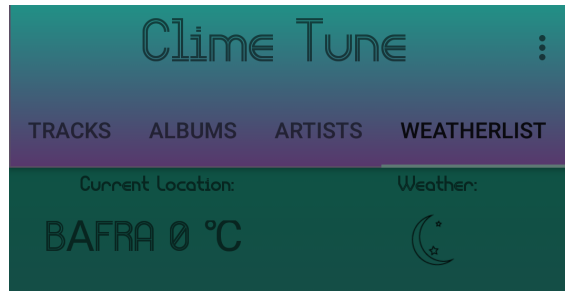 Clime Tune
TRACKS ALBUMS ARTISTS WEATHERLIST
Current Location: Weather:
BAFRA 0 °C